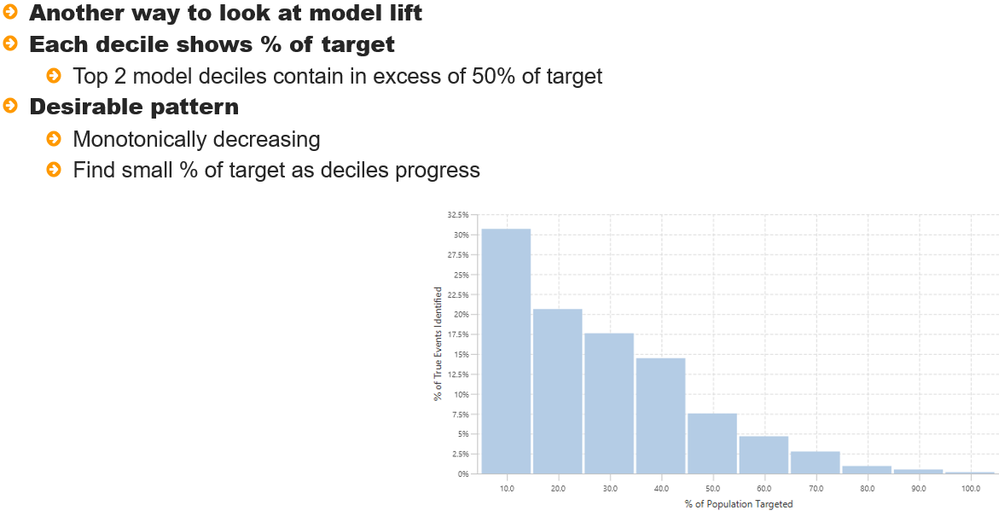 Another way to look at model lift
Each decile shows % of target
Top 2 model deciles contain in excess of 50% of target
Desirable pattern
Monotonically decreasing
Find small % of target as deciles progress
32.5%
30%
27.5%
25%
22.5%
20%
17.5%
15%
12.5%
10%
7.5%
5%
2.5%
0%
% of True Events Identified
10.0 20.0 30.0 40.0 50.0 60.0 70.0 80.0 90.0 100.0
% of Population Targeted